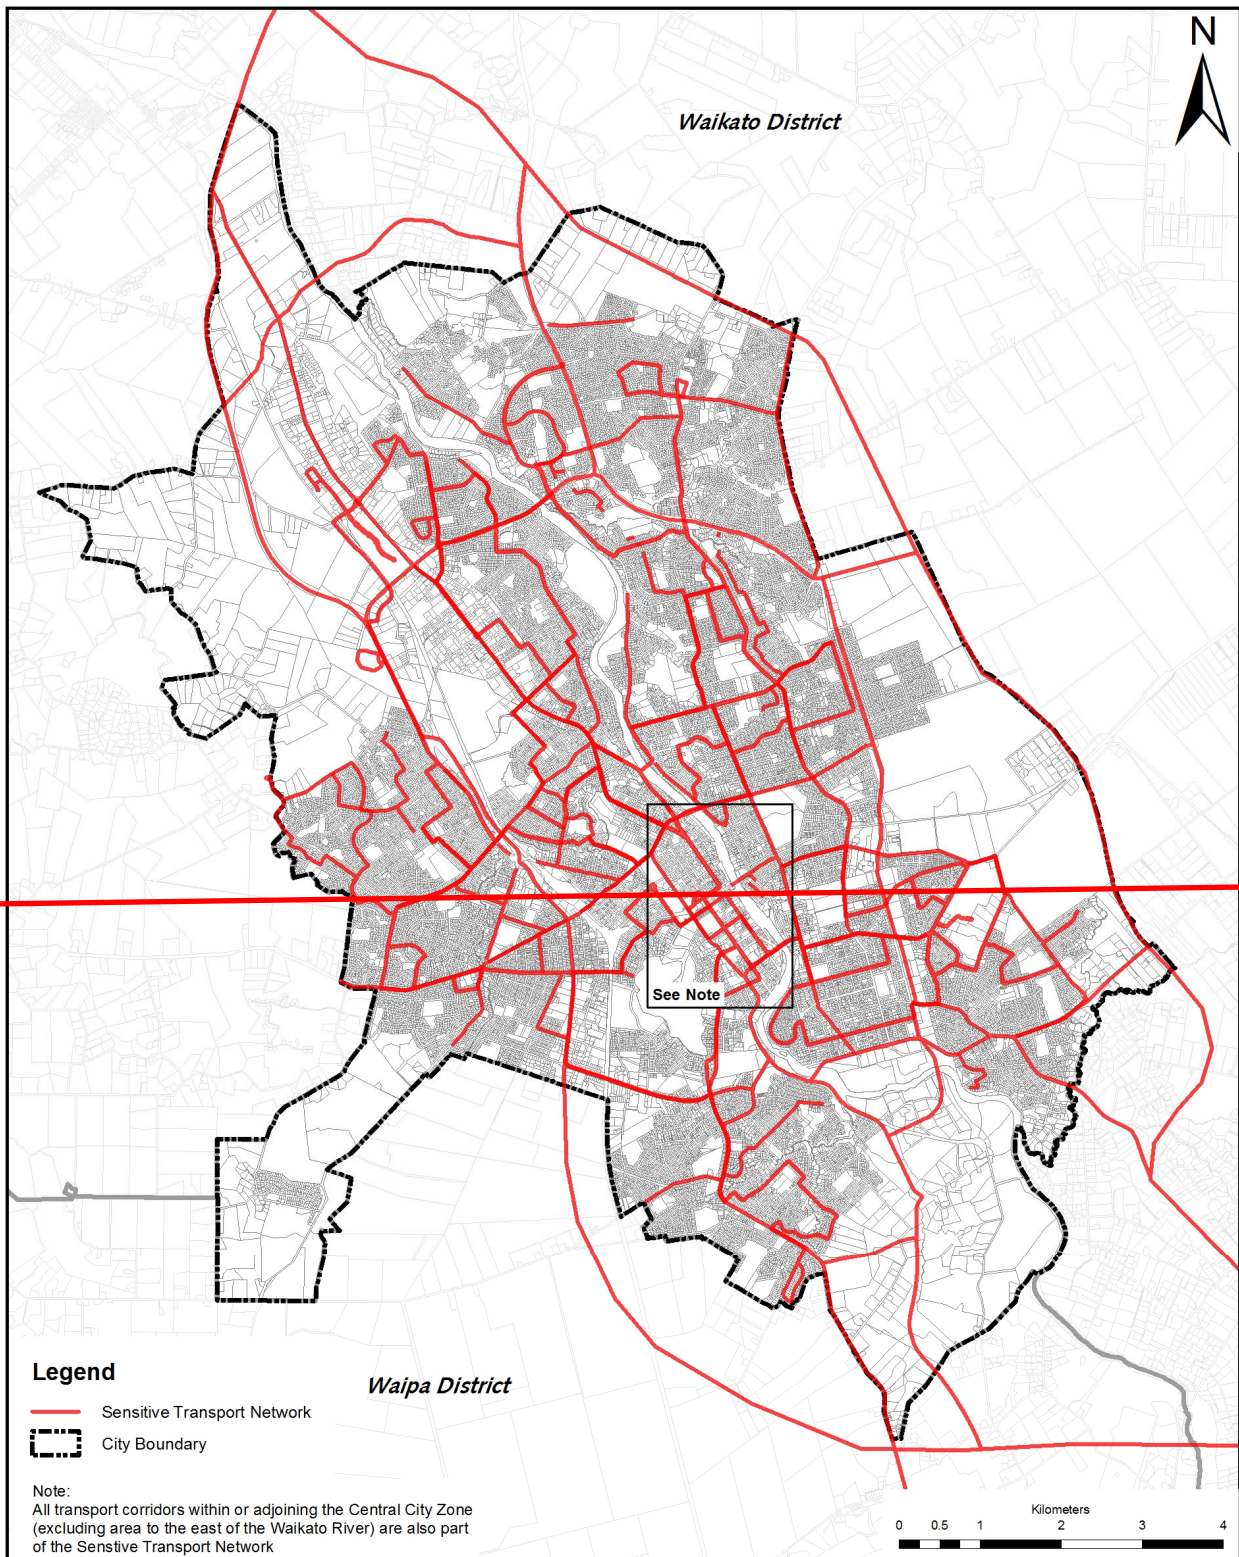 N
Waikato District
See Note
Legend
Waipa District
Sensitive Transport Network
City Boundary
Note:
All transport corridors within or adjoining the Central City Zone
(excluding area to the east of the Waikato River) are also part
of the Senstive Transport Network
Kilometers
0 0.5 1 2 3 4